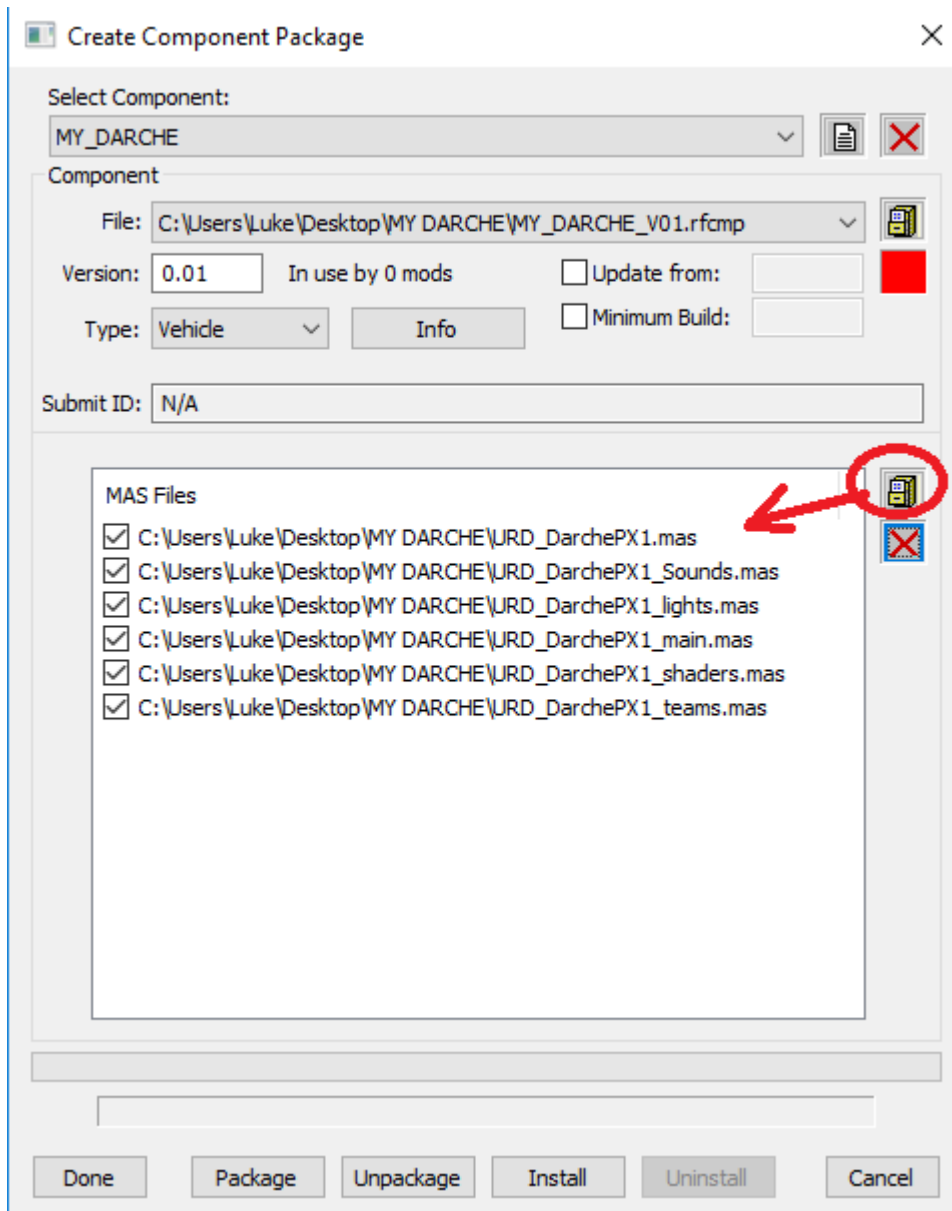 Create Component Package
Select Component:
MY_DARCHE
Component
File: C:\Users\Luke\Desktop\MY DARCHE\MY_DARCHE_V01.rfcmp
Version: 0.01 In use by 0 mods Update from:
Type: Vehicle Info Minimum Build:
Submit ID: N/A
MAS Files
C:\Users\Luke\Desktop\MY DARCHE\URD_DarchePX1.mas
C:\Users\Luke\Desktop\MY DARCHE\URD_DarchePX1_Sounds.mas
C:\Users\Luke\Desktop\MY DARCHE\URD_DarchePX1_lights.mas
C:\Users\Luke\Desktop\MY DARCHE\URD_DarchePX1_main.mas
C:\Users\Luke\Desktop\MY DARCHE\URD_DarchePX1_shaders.mas
C:\Users\Luke\Desktop\MY DARCHE\URD_DarchePX1_teams.mas
Done Package Unpackage Install Uninstall Cancel